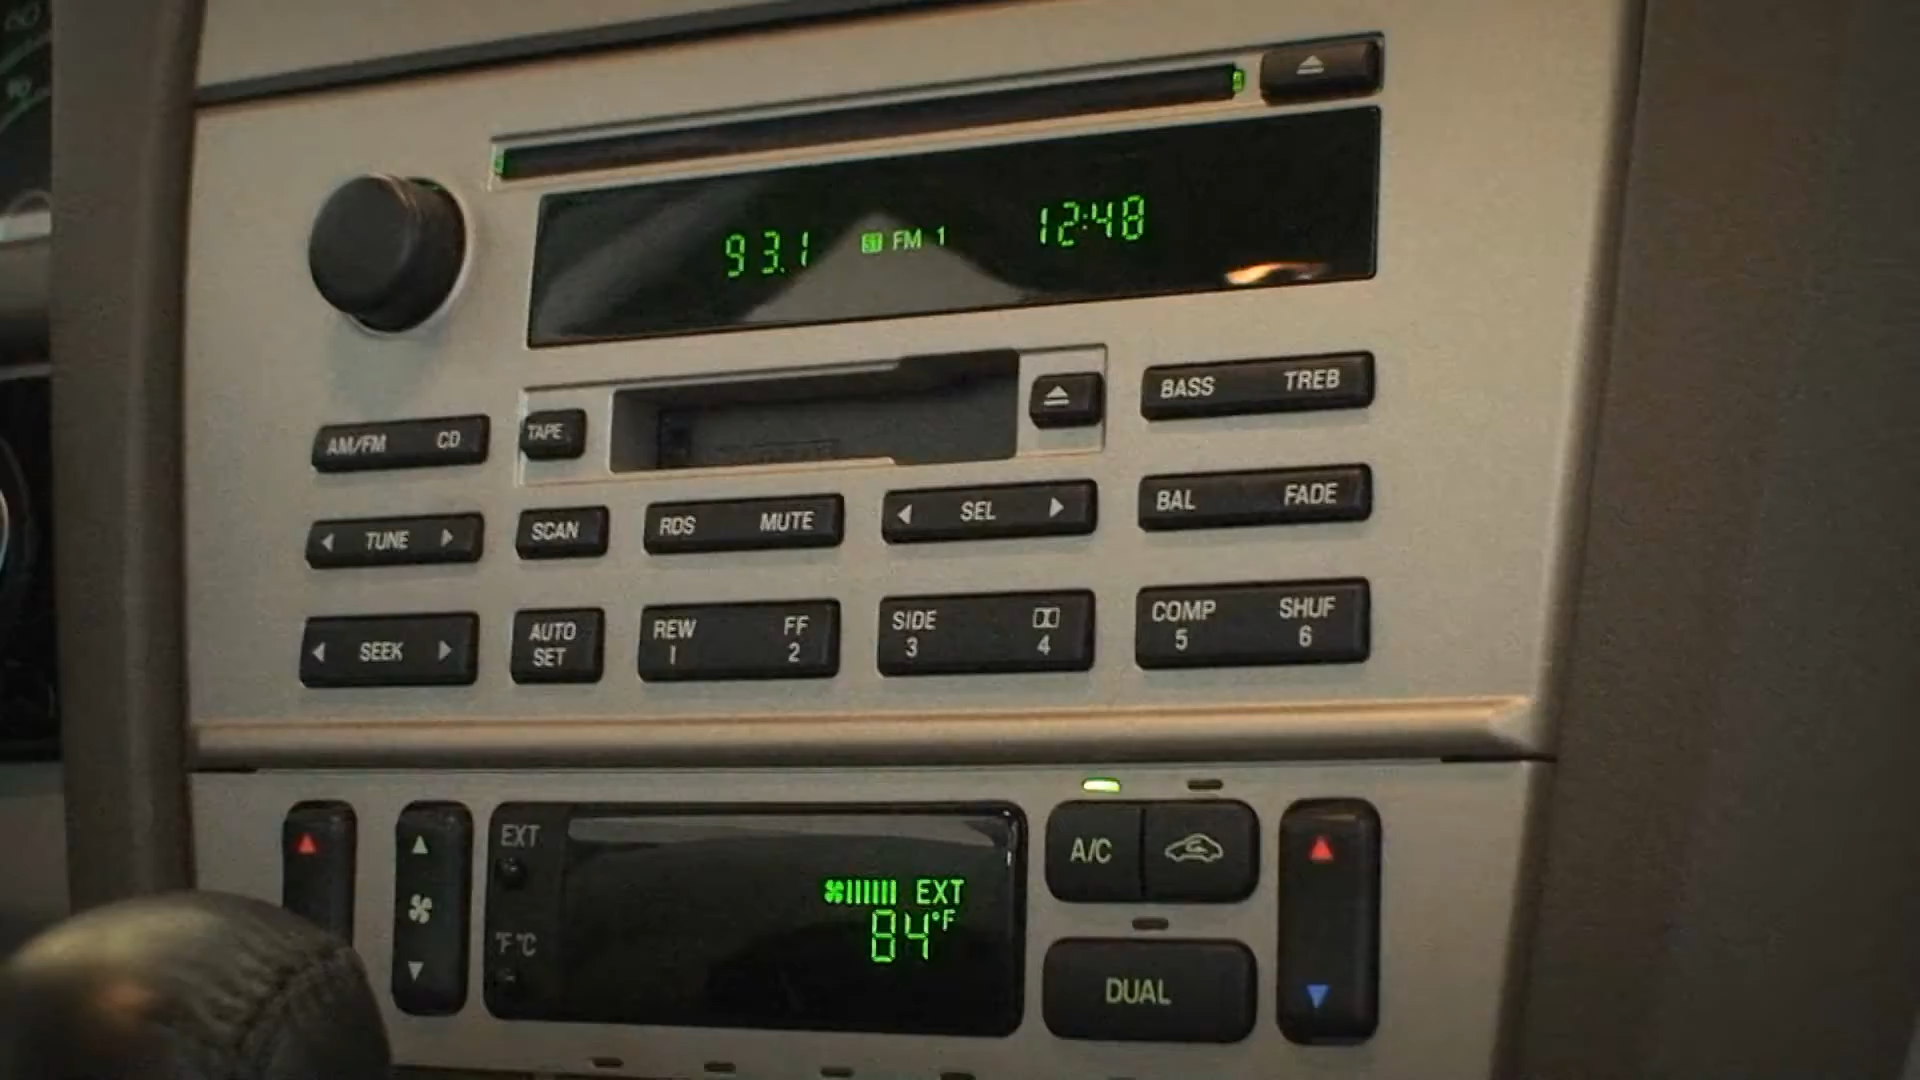 93.1 ST FM 1 12:48
BASS TREB
AM/FM CD TAPE
TUNE SCAN RDS MUTE SEL BAL FADE
SEEK AUTO SET REW 1 FF 2 SIDE 3 4 COMP 5 SHUF 6
EXT
A/C
EXT
84°F
°F °C
DUAL